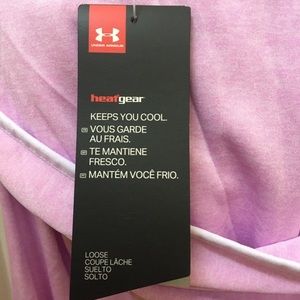 UNDER ARMOUR
heatgear
KEEPS YOU COOL.
VOUS GARDE
AU FRAIS.
TE MANTIENE
FRESCO.
MANTÉM VOCÊ FRIO.
LOOSE
COUPE LÂCHE
SUELTO
SOLTO